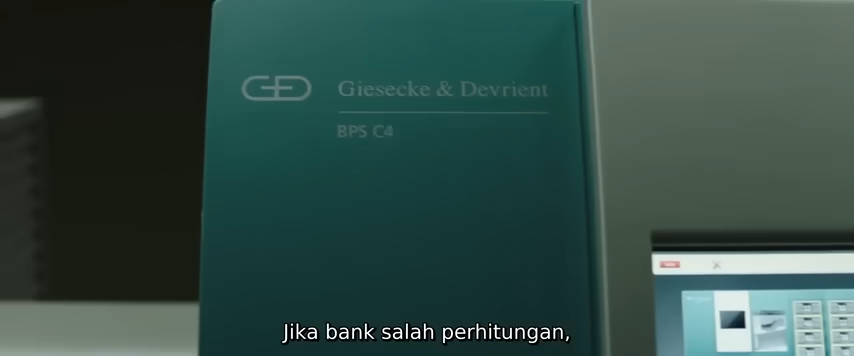 Giesecke & Devrient
BPS C4
Jika bank salah perhitungan,